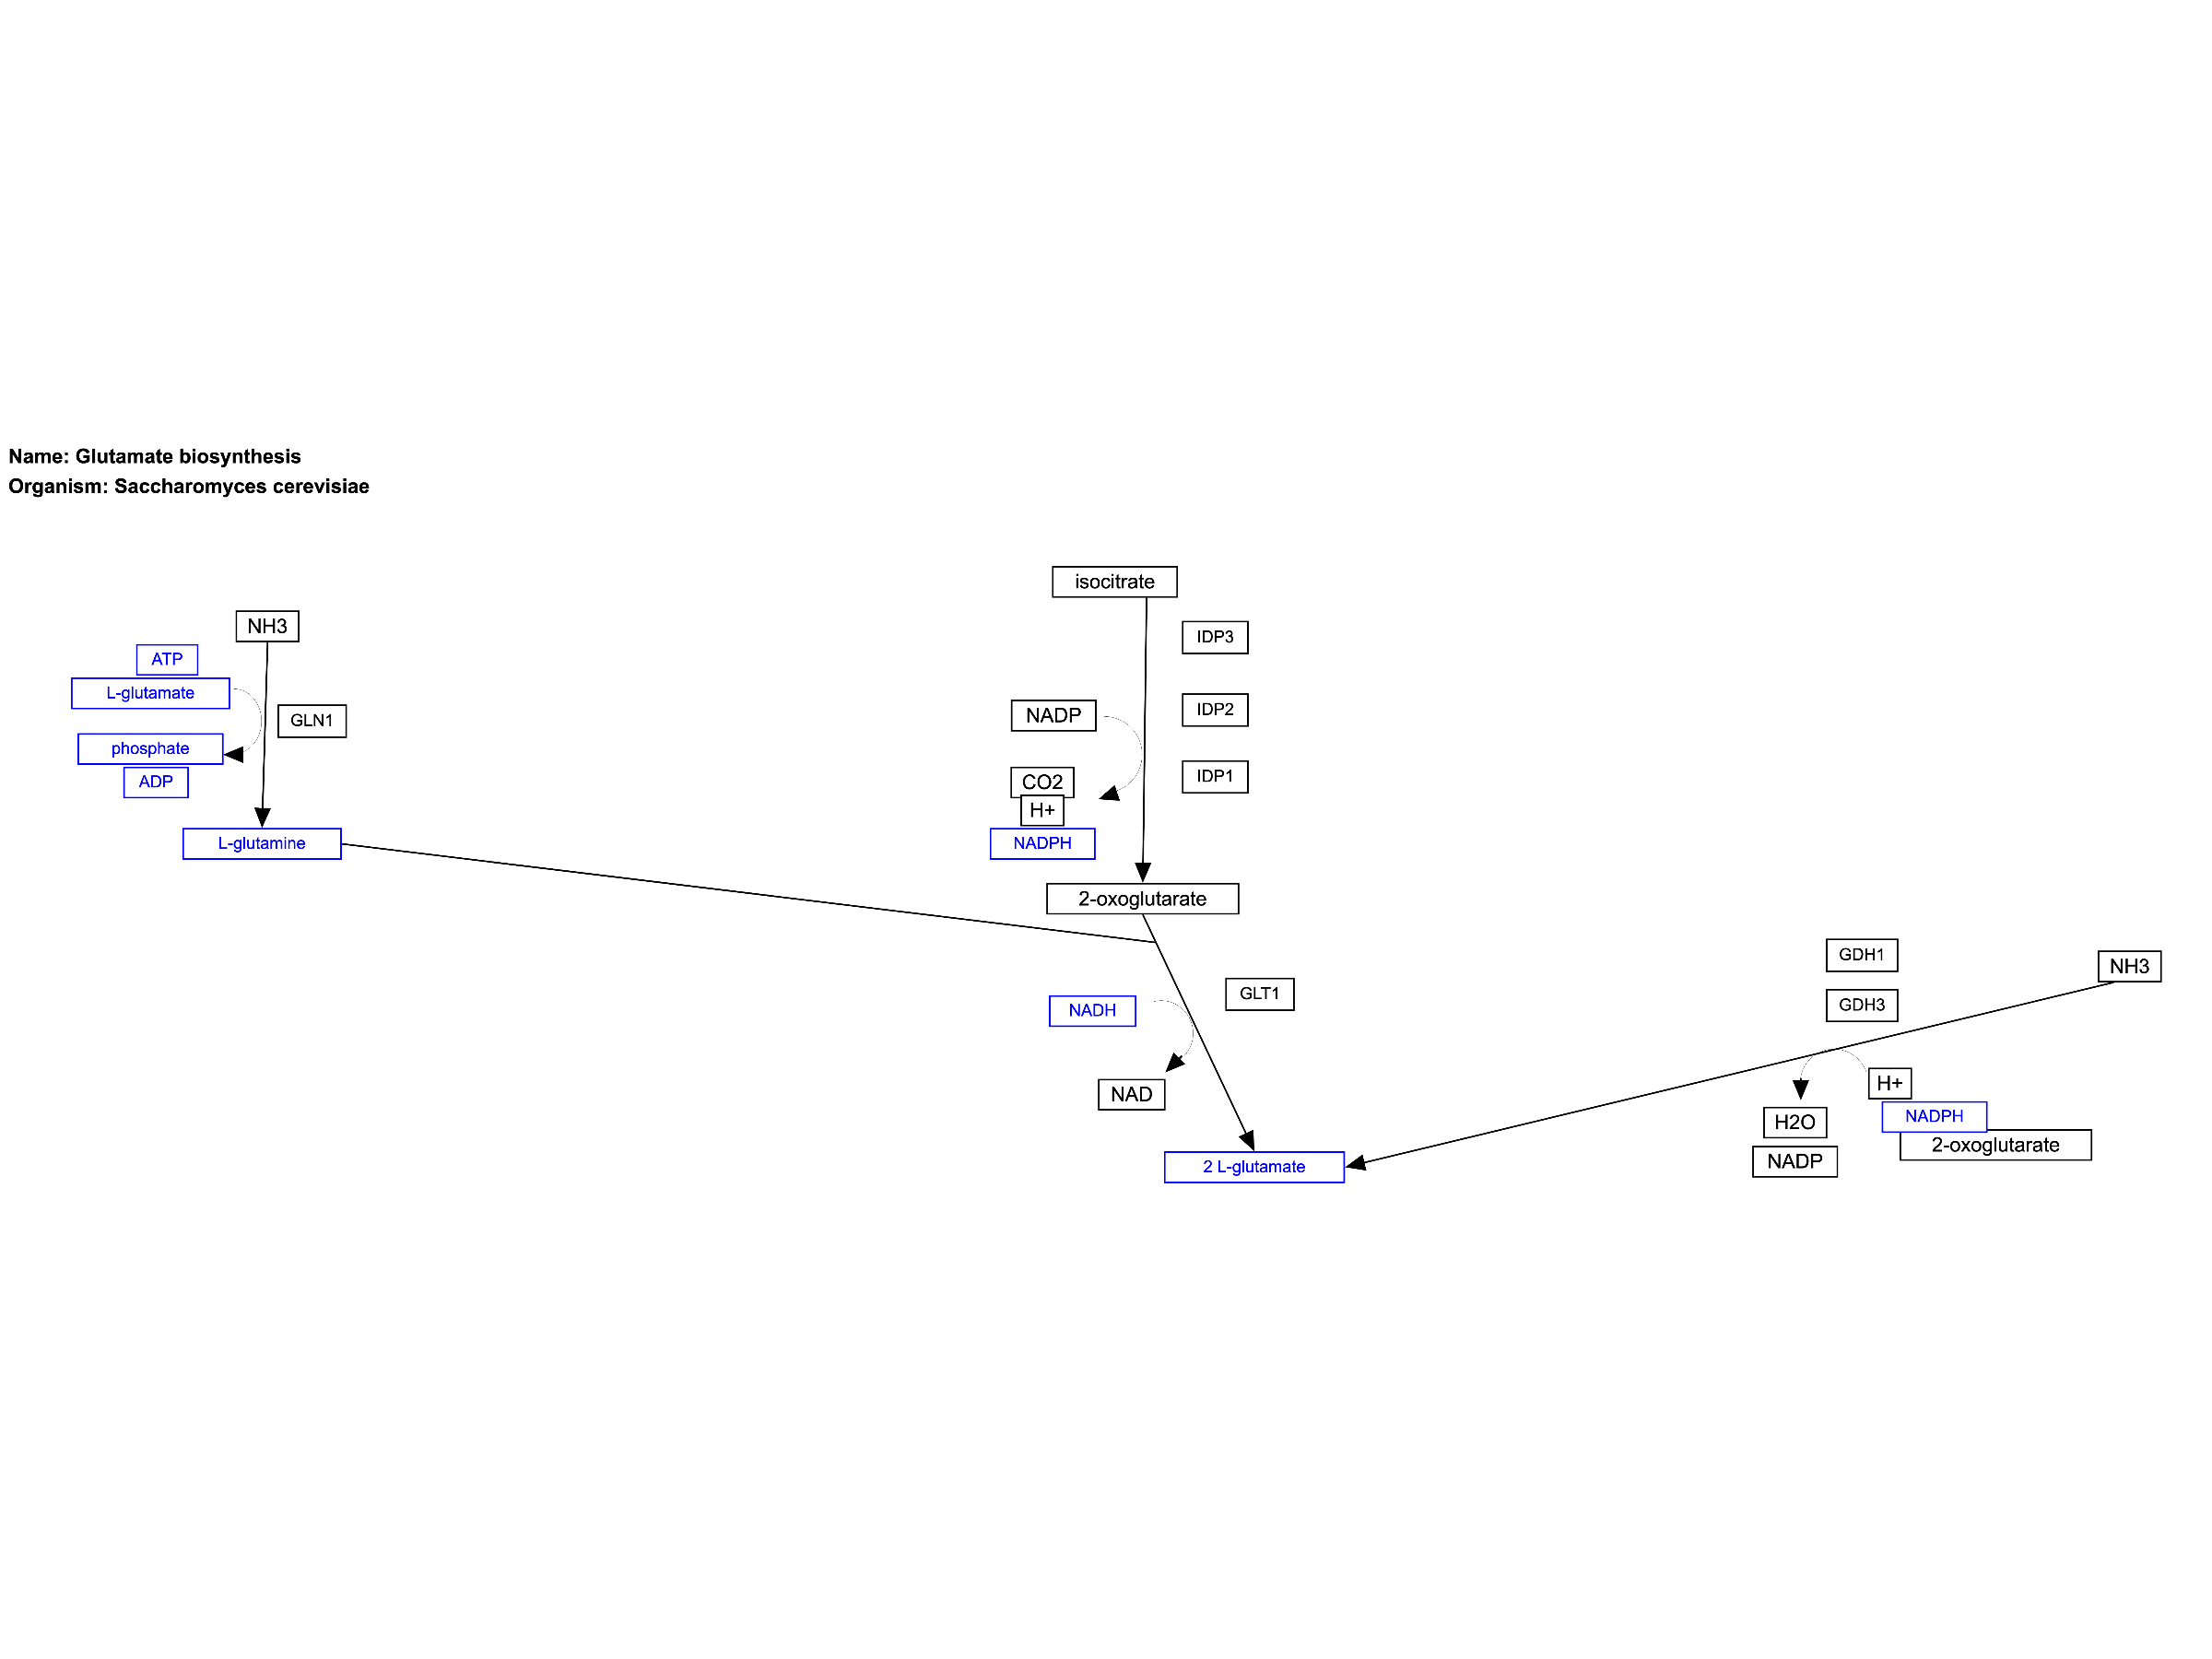 Name: Glutamate biosynthesis
Organism: Saccharomyces cerevisiae
isocitrate
NH3
IDP3
ATP
L-glutamate
IDP2
NADP
GLN1
phosphate
IDP1
ADP
CO2
H+
L-glutamine
NADPH
2-oxoglutarate
GDH1
NH3
GLT1
GDH3
NADH
H+
NAD
H2O
NADPH
2-oxoglutarate
NADP
2 L-glutamate